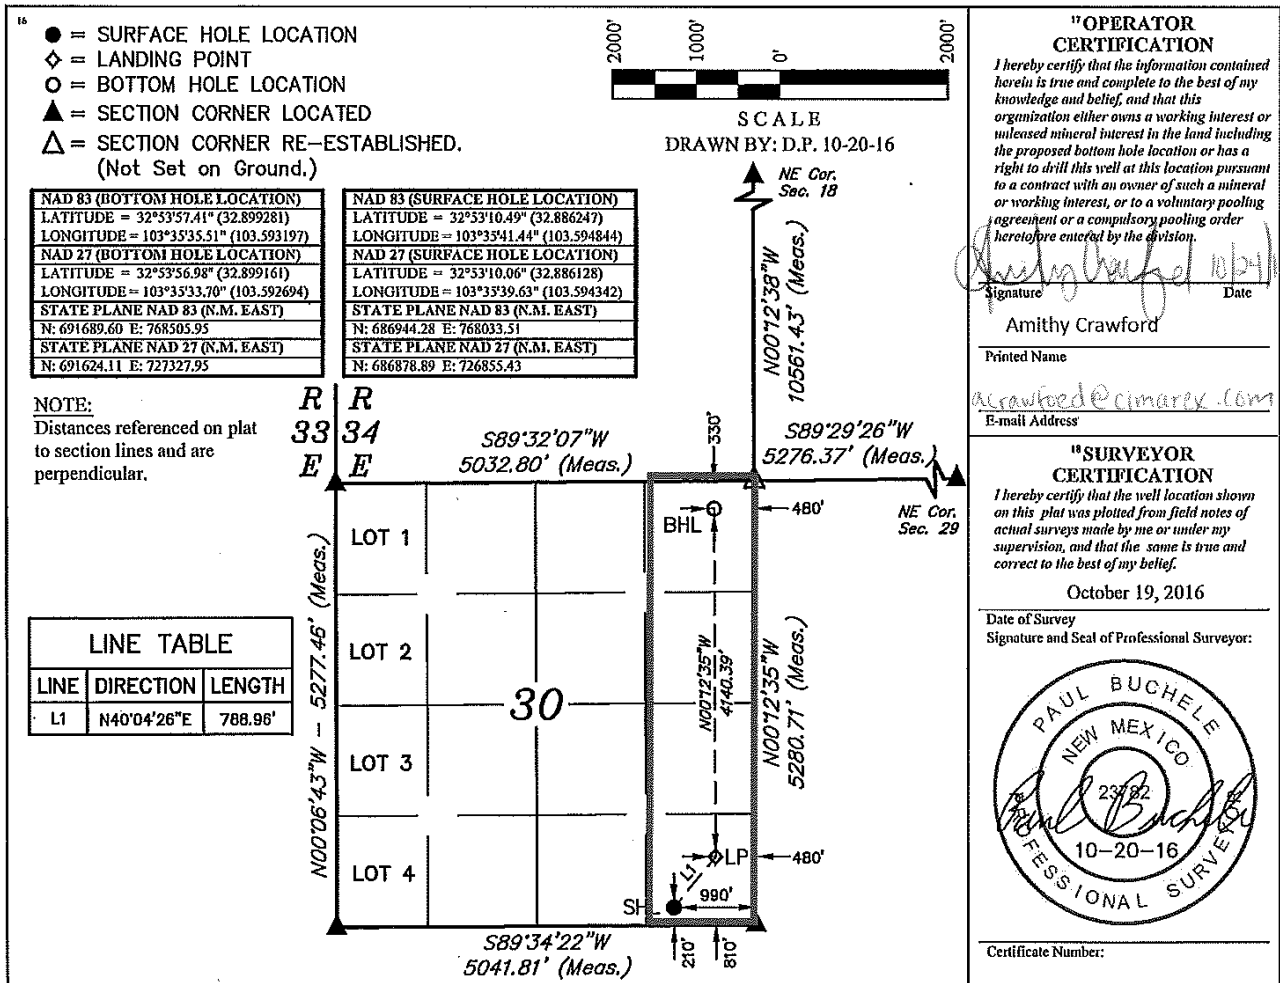 16
● = SURFACE HOLE LOCATION
◇ = LANDING POINT
○ = BOTTOM HOLE LOCATION
▲ = SECTION CORNER LOCATED
△ = SECTION CORNER RE-ESTABLISHED.
(Not Set on Ground.)
2000' 1000' 0' 2000'
SCALE
DRAWN BY: D.P. 10-20-16
NAD 83 (BOTTOM HOLE LOCATION)
LATITUDE = 32°53'57.41" (32.899281)
LONGITUDE = 103°35'35.51" (103.593197)
NAD 27 (BOTTOM HOLE LOCATION)
LATITUDE = 32°53'56.98" (32.899161)
LONGITUDE = 103°35'33.70" (103.592694)
STATE PLANE NAD 83 (N.M. EAST)
N: 691689.60 E: 768505.95
STATE PLANE NAD 27 (N.M. EAST)
N: 691624.11 E: 727327.95
NAD 83 (SURFACE HOLE LOCATION)
LATITUDE = 32°53'10.49" (32.886247)
LONGITUDE = 103°35'41.44" (103.594844)
NAD 27 (SURFACE HOLE LOCATION)
LATITUDE = 32°53'10.06" (32.886128)
LONGITUDE = 103°35'39.63" (103.594342)
STATE PLANE NAD 83 (N.M. EAST)
N: 686944.28 E: 768033.51
STATE PLANE NAD 27 (N.M. EAST)
N: 686878.89 E: 726855.43
NOTE:
Distances referenced on plat
to section lines and are
perpendicular.
R R
33 34
E E
NE Cor.
Sec. 18
N00°12'38"W
10561.43' (Meas.)
S89°32'07"W
5032.80' (Meas.)
330'
S89°29'26"W
5276.37' (Meas.)
NE Cor.
Sec. 29
BHL
480'
LOT 1
LOT 2
LOT 3
LOT 4
30
N00°06'43"W – 5277.46' (Meas.)
N00°12'35"W
4140.39'
N00°12'35"W
5280.71' (Meas.)
LP
480'
L1
990'
SHL
210'
810'
S89°34'22"W
5041.81' (Meas.)
LINE TABLE
LINE DIRECTION LENGTH
L1 N40°04'26"E 788.96'
17 OPERATOR
CERTIFICATION
I hereby certify that the information contained
herein is true and complete to the best of my
knowledge and belief, and that this
organization either owns a working interest or
unleased mineral interest in the land including
the proposed bottom hole location or has a
right to drill this well at this location pursuant
to a contract with an owner of such a mineral
or working interest, or to a voluntary pooling
agreement or a compulsory pooling order
heretofore entered by the division.
Amithy Crawford 10/24/1
Signature Date
Amithy Crawford
Printed Name
acrawford@cimarex.com
E-mail Address
18 SURVEYOR
CERTIFICATION
I hereby certify that the well location shown
on this plat was plotted from field notes of
actual surveys made by me or under my
supervision, and that the same is true and
correct to the best of my belief.
October 19, 2016
Date of Survey
Signature and Seal of Professional Surveyor:
PAUL BUCHELE
NEW MEXICO
23782
Paul Buchele
10-20-16
PROFESSIONAL SURVEYOR
Certificate Number: